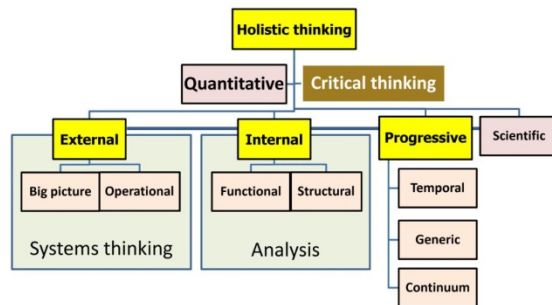 Holistic thinking
Quantitative
Critical thinking
External
Internal
Progressive
Scientific
Big picture
Operational
Functional
Structural
Temporal
Systems thinking
Analysis
Generic
Continuum